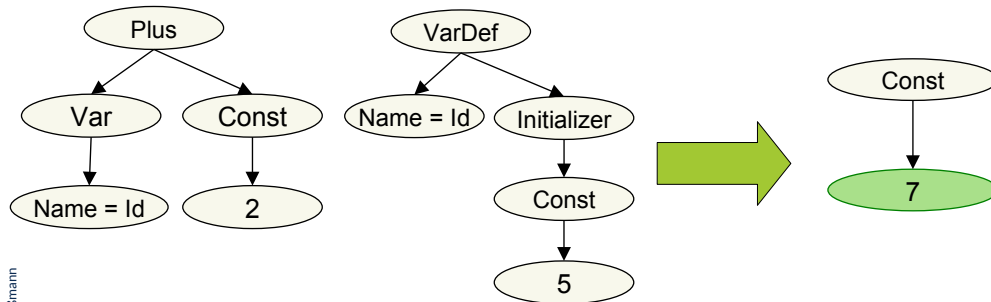 Plus
VarDef
Const
Var
Const
Name = Id
Initializer
Name = Id
2
Const
7
5